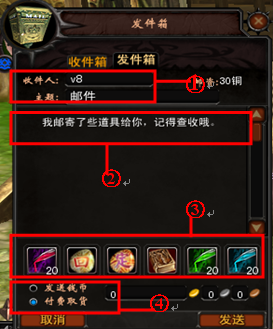 发件箱
收件箱 发件箱
收件人: v8 ① 邮资:30铜
主题: 邮件
我邮寄了些道具给你，记得查收哦。
②
③
20 回 20 20
发送钱币
付费取货 0 0 0
④
取消 发送